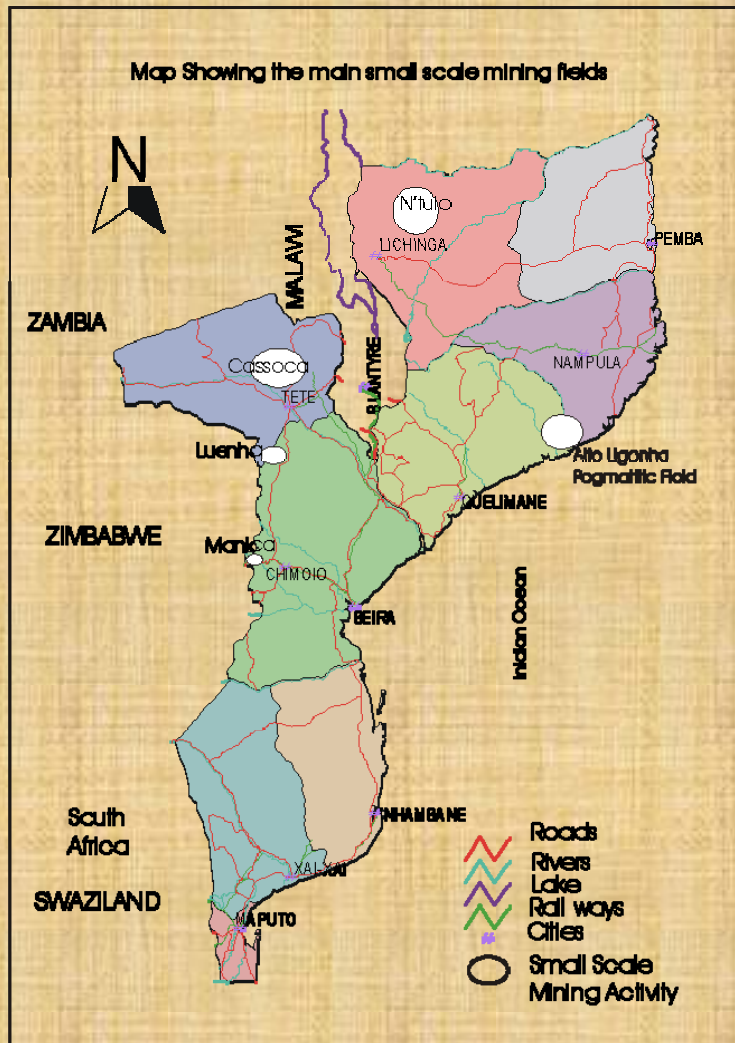 Map Showing the main small scale mining fields
N
N'tuio
LICHINGA
PEMBA
MALAWI
ZAMBIA
BLANTYRE
Cassoca
TETE
NAMPULA
Luenha
Alto Ligonha
Pegmatitic Field
QUELIMANE
ZIMBABWE
Manica
CHIMOIO
BEIRA
Inidian Ocean
South
Africa
INHAMBANE
XAI-XAI
SWAZILAND
MAPUTO
Roads
Rivers
Lake
Rail ways
Cities
Small Scale
Mining Activity